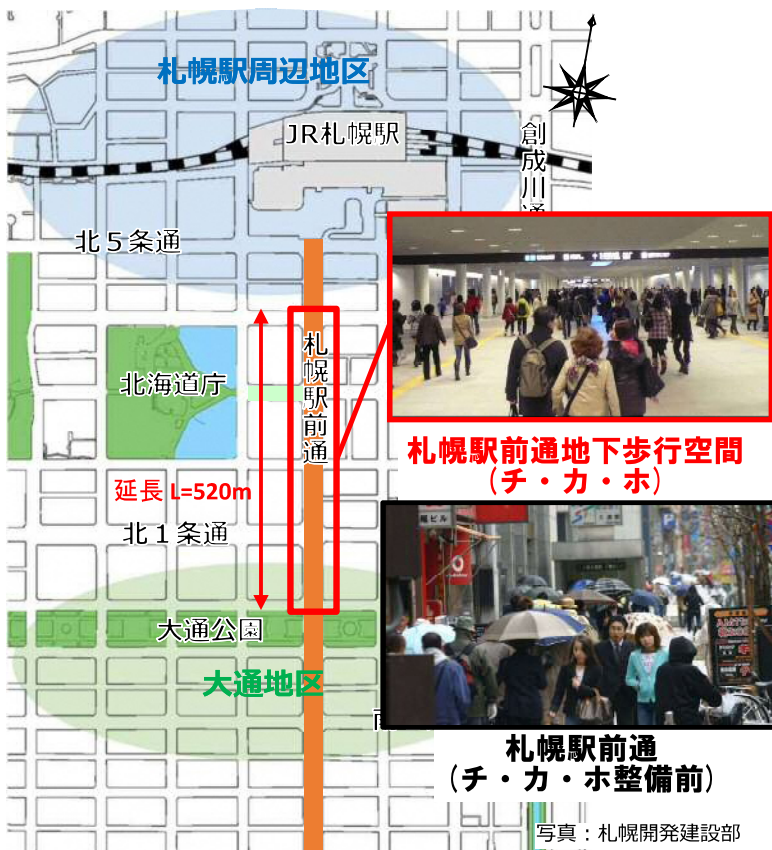 札幌駅周辺地区
JR札幌駅
創成川通
北５条通
札幌駅前通
北海道庁
延長 L=520m
北１条通
大通公園
大通地区
札幌駅前通地下歩行空間
(チ・カ・ホ)
福ビル
P
札幌駅前通
(チ・カ・ホ整備前)
写真：札幌開発建設部